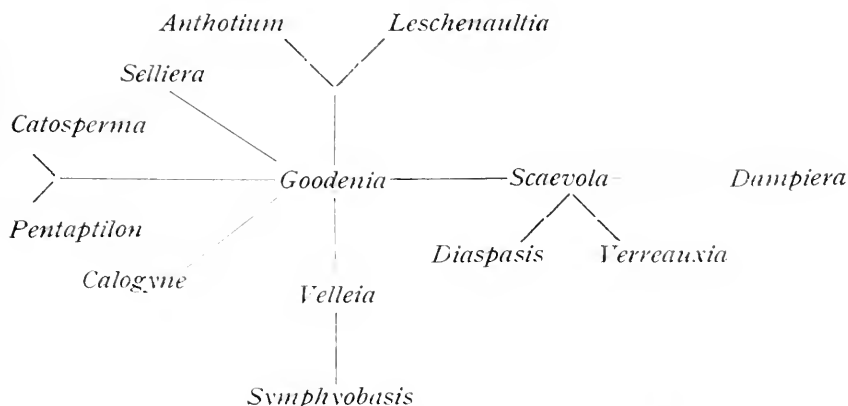 Anthotium Leschenaultia
Selliera
Catosperma
Goodenia Scaevola Dampiera
Pentaptilon
Diaspasis Verreauxia
Calogyne
Velleia
Symphyobasis